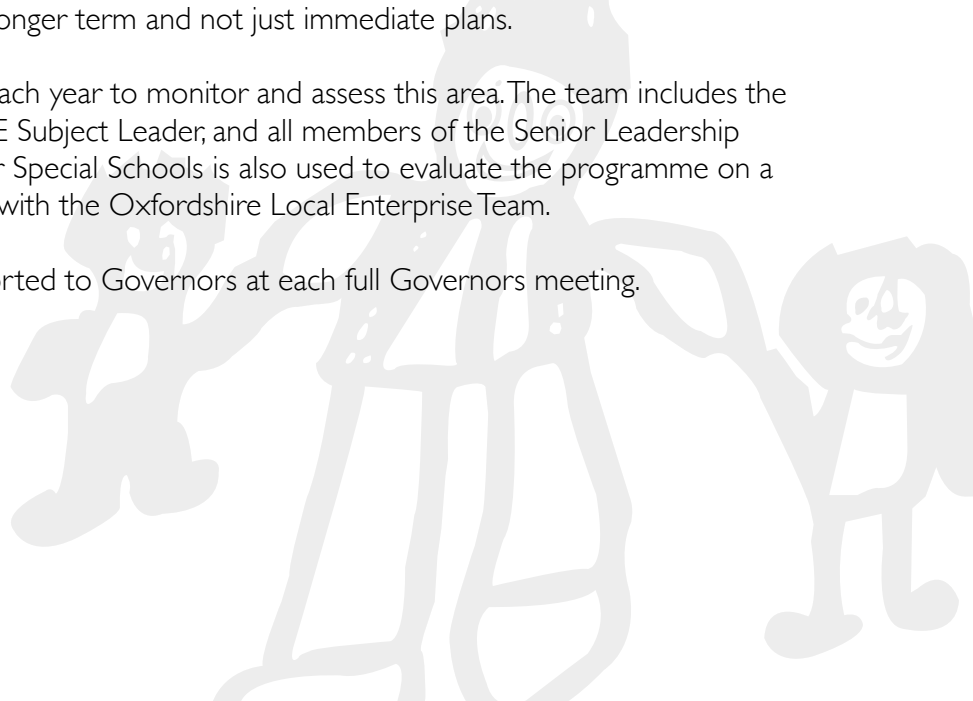 onger term and not just immediate plans.
ach year to monitor and assess this area. The team includes the
E Subject Leader, and all members of the Senior Leadership
r Special Schools is also used to evaluate the programme on a
with the Oxfordshire Local Enterprise Team.
orted to Governors at each full Governors meeting.